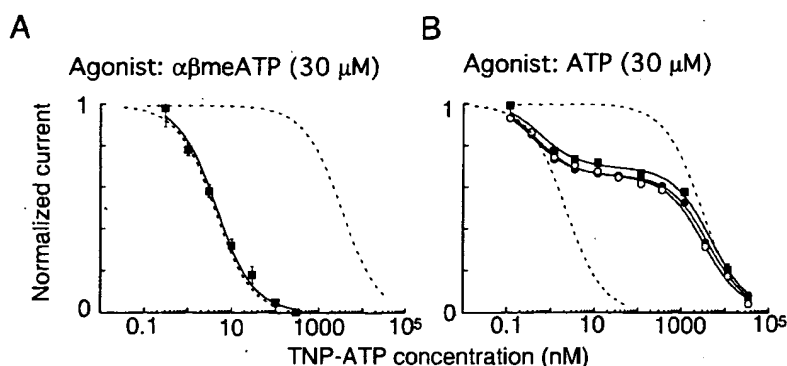 A
Agonist: αβmeATP (30 μM)
B
Agonist: ATP (30 μM)
Normalized current
1
0
0.1
10
1000
10⁵
1
0
0.1
10
1000
10⁵
TNP-ATP concentration (nM)